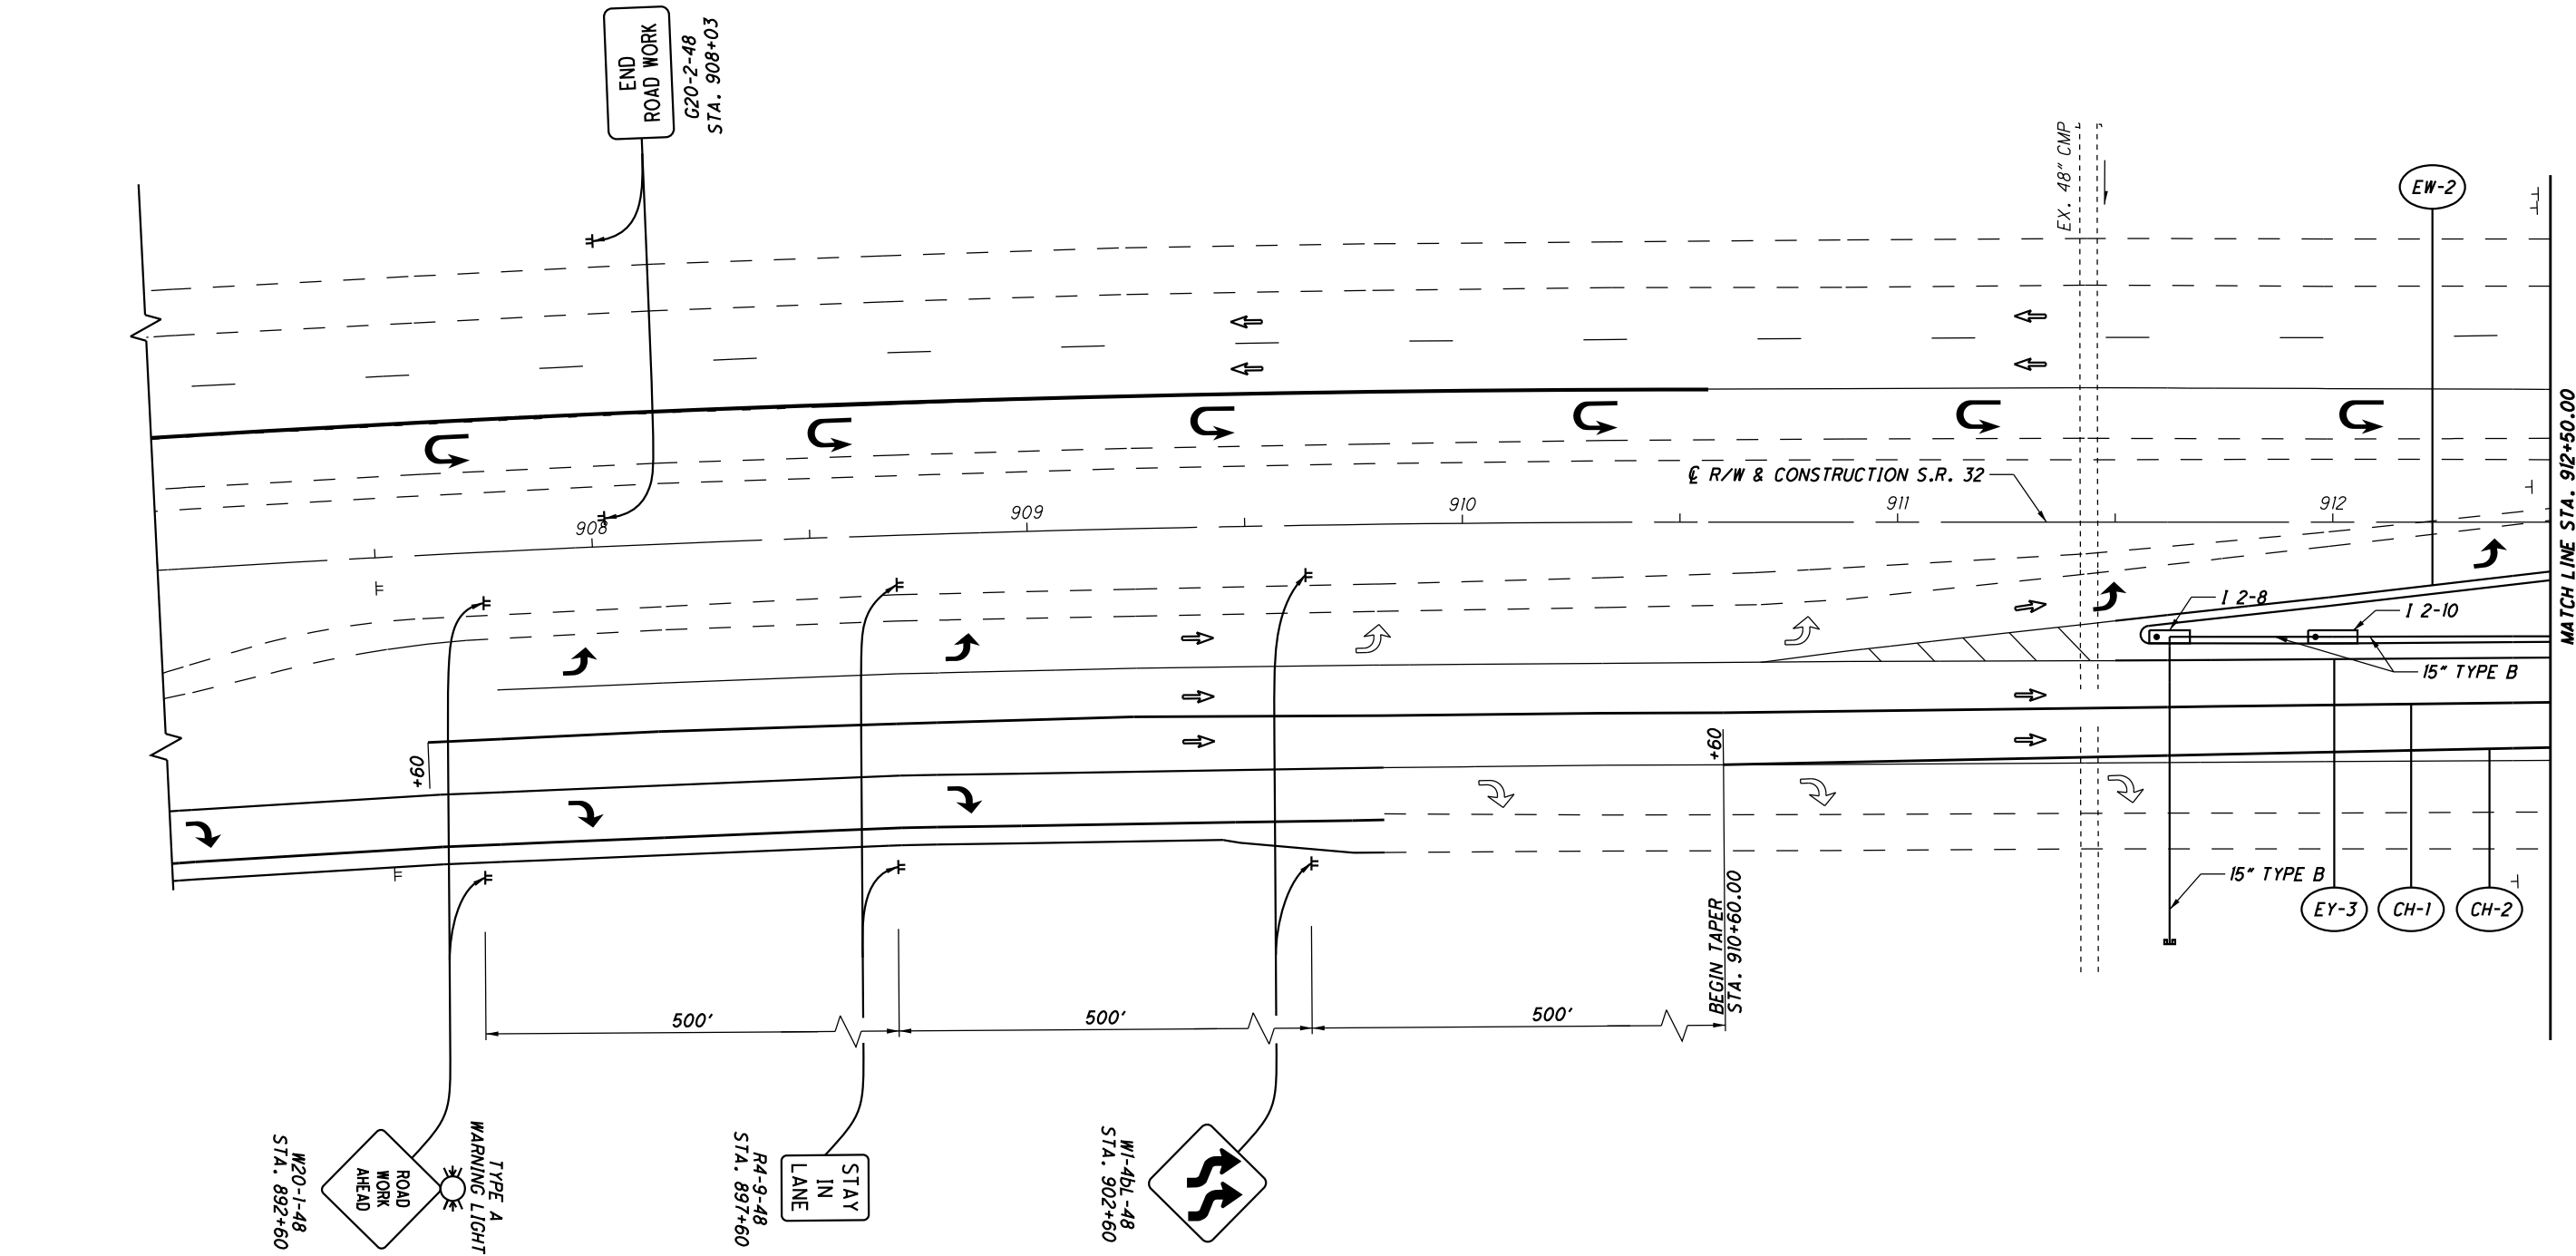 END
ROAD WORK
G20-2-48
STA. 908+03
EX. 48" CMP
EW-2
MATCH LINE STA. 912+50.00
℄ R/W & CONSTRUCTION S.R. 32
908
909
910
911
912
I 2-8
I 2-10
15" TYPE B
+60
+60
BEGIN TAPER
STA. 910+60.00
15" TYPE B
EY-3
CH-1
CH-2
500'
500'
500'
TYPE A
WARNING LIGHT
ROAD
WORK
AHEAD
W20-1-48
STA. 892+60
STAY
IN
LANE
R4-9-48
STA. 897+60
W1-4bL-48
STA. 902+60